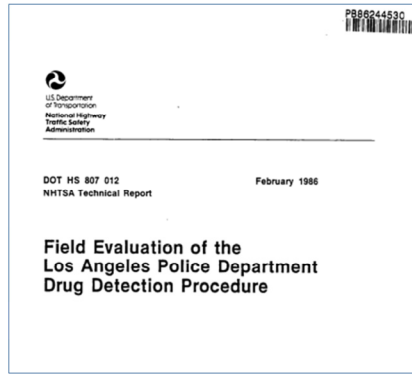 PB86244530
U.S. Department
of Transportation
National Highway
Traffic Safety
Administration
DOT HS 807 012
February 1986
NHTSA Technical Report
Field Evaluation of the
Los Angeles Police Department
Drug Detection Procedure